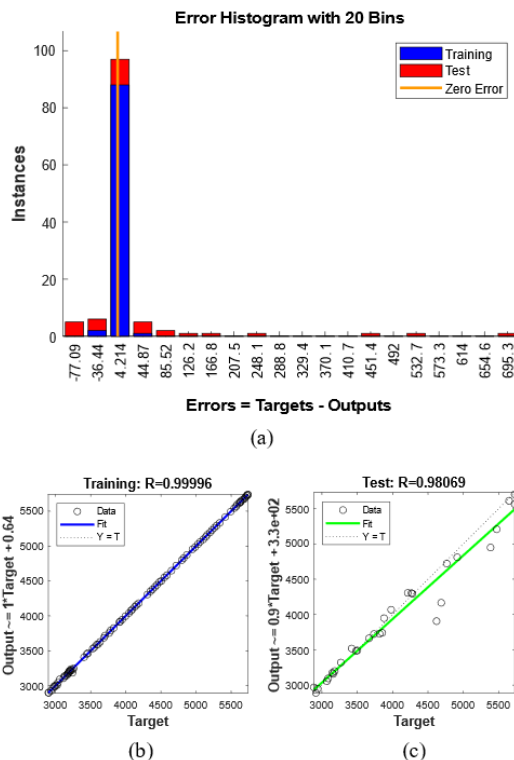 Error Histogram with 20 Bins
Training
Test
Zero Error
Instances
100
80
60
40
20
0
-77.09
-36.44
4.214
44.87
85.52
126.2
166.8
207.5
248.1
288.8
329.4
370.1
410.7
451.4
492
532.7
573.3
614
654.6
695.3
Errors = Targets - Outputs
(a)
Training: R=0.99996
Data
Fit
Y = T
Output ~= 1*Target + 0.64
5500
5000
4500
4000
3500
3000
3000 3500 4000 4500 5000 5500
Target
(b)
Test: R=0.98069
Data
Fit
Y = T
Output ~= 0.9*Target + 3.3e+02
5500
5000
4500
4000
3500
3000
3000 3500 4000 4500 5000 5500
Target
(c)